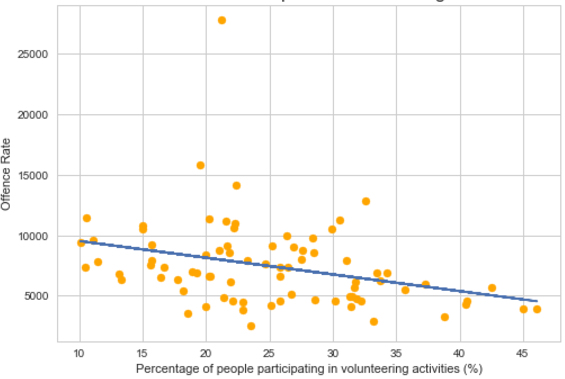 Offence Rate
25000
20000
15000
10000
5000
10 15 20 25 30 35 40 45
Percentage of people participating in volunteering activities (%)